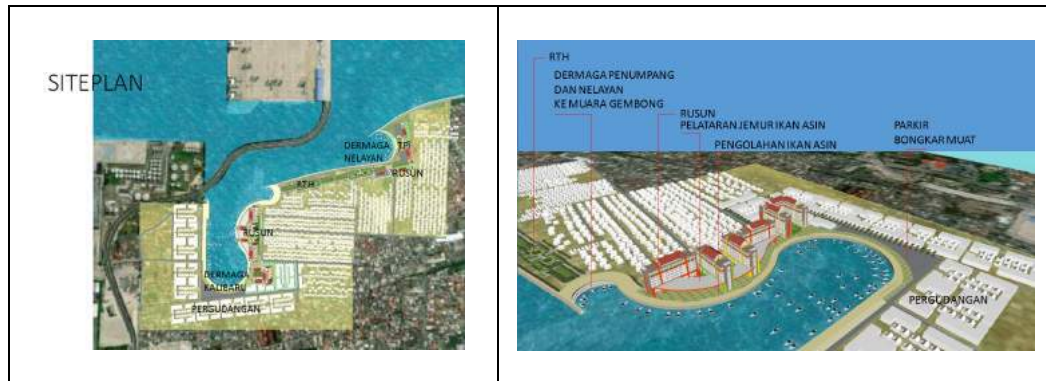 SITEPLAN
DERMAGA
NELAYAN
TPI
RUSUN
RTH
RUSUN
DERMAGA
KALIBARU
PERGUDANGAN
RTH
DERMAGA PENUMPANG
DAN NELAYAN
KE MUARA GEMBONG
RUSUN
PELATARAN JEMUR IKAN ASIN
PENGOLAHAN IKAN ASIN
PARKIR
BONGKAR MUAT
PERGUDANGAN